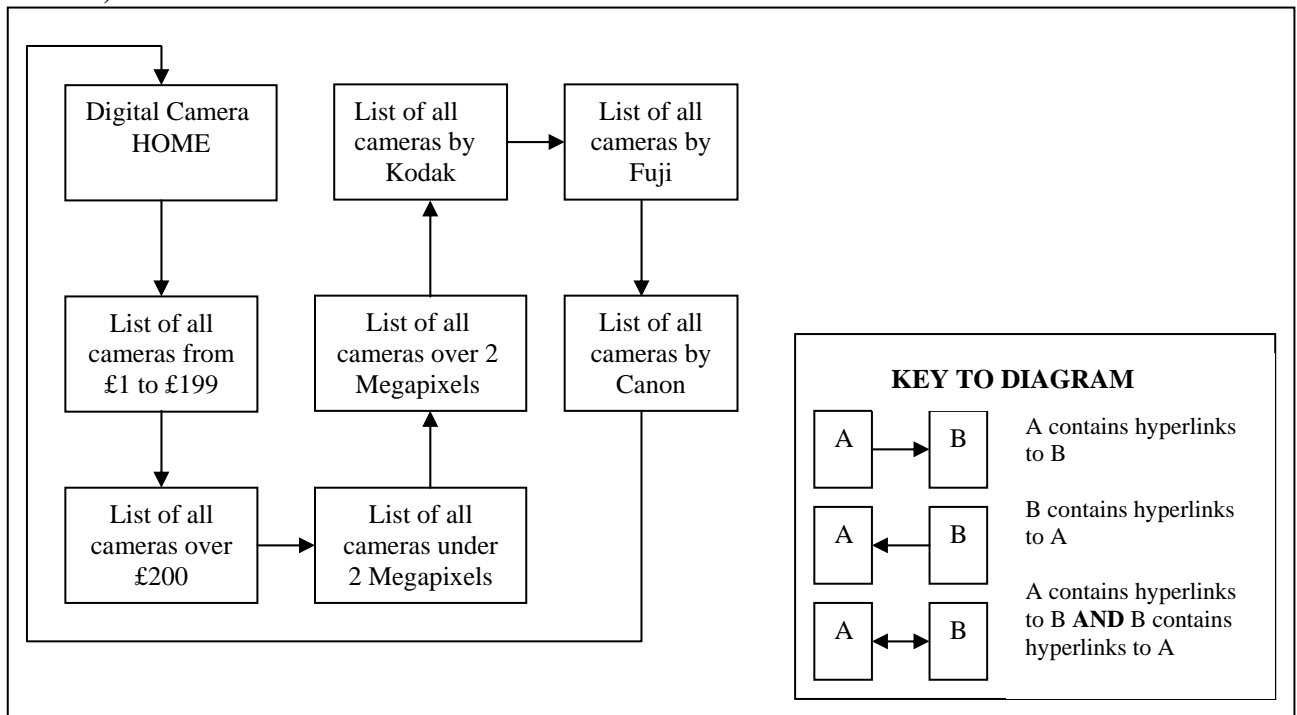 Digital Camera
HOME
List of all
cameras by
Kodak
List of all
cameras by
Fuji
List of all
cameras from
£1 to £199
List of all
cameras over 2
Megapixels
List of all
cameras by
Canon
List of all
cameras over
£200
List of all
cameras under
2 Megapixels
KEY TO DIAGRAM
A
B
A contains hyperlinks
to B
A
B
B contains hyperlinks
to A
A
B
A contains hyperlinks
to B AND B contains
hyperlinks to A